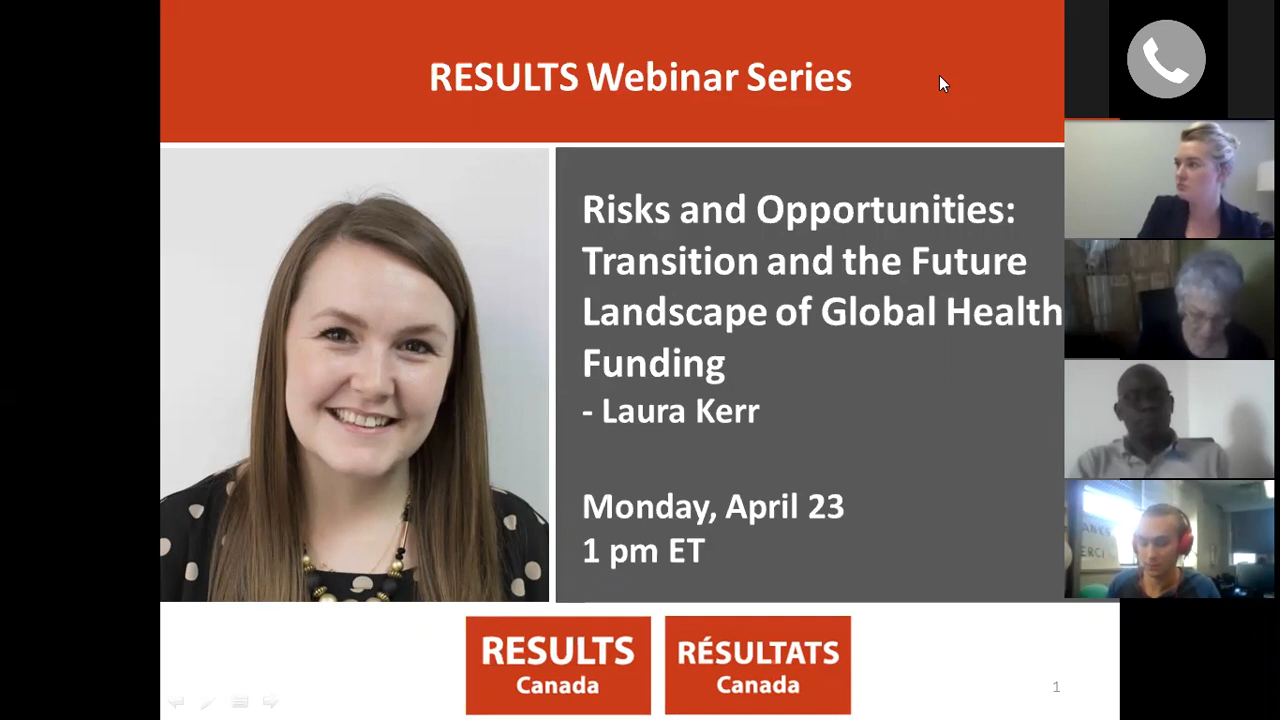 RESULTS Webinar Series
Risks and Opportunities:
Transition and the Future
Landscape of Global Health
Funding
- Laura Kerr
Monday, April 23
1 pm ET
RESULTS
Canada
RÉSULTATS
Canada
1